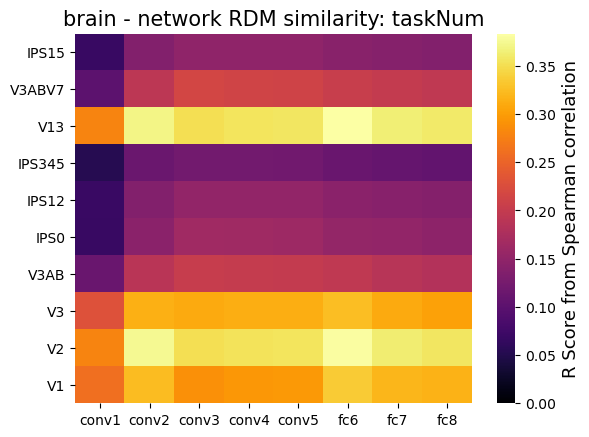 brain - network RDM similarity: taskNum
IPS15
V3ABV7
V13
IPS345
IPS12
IPS0
V3AB
V3
V2
V1
conv1 conv2 conv3 conv4 conv5 fc6 fc7 fc8
0.35
0.30
0.25
0.20
0.15
0.10
0.05
0.00
R Score from Spearman correlation